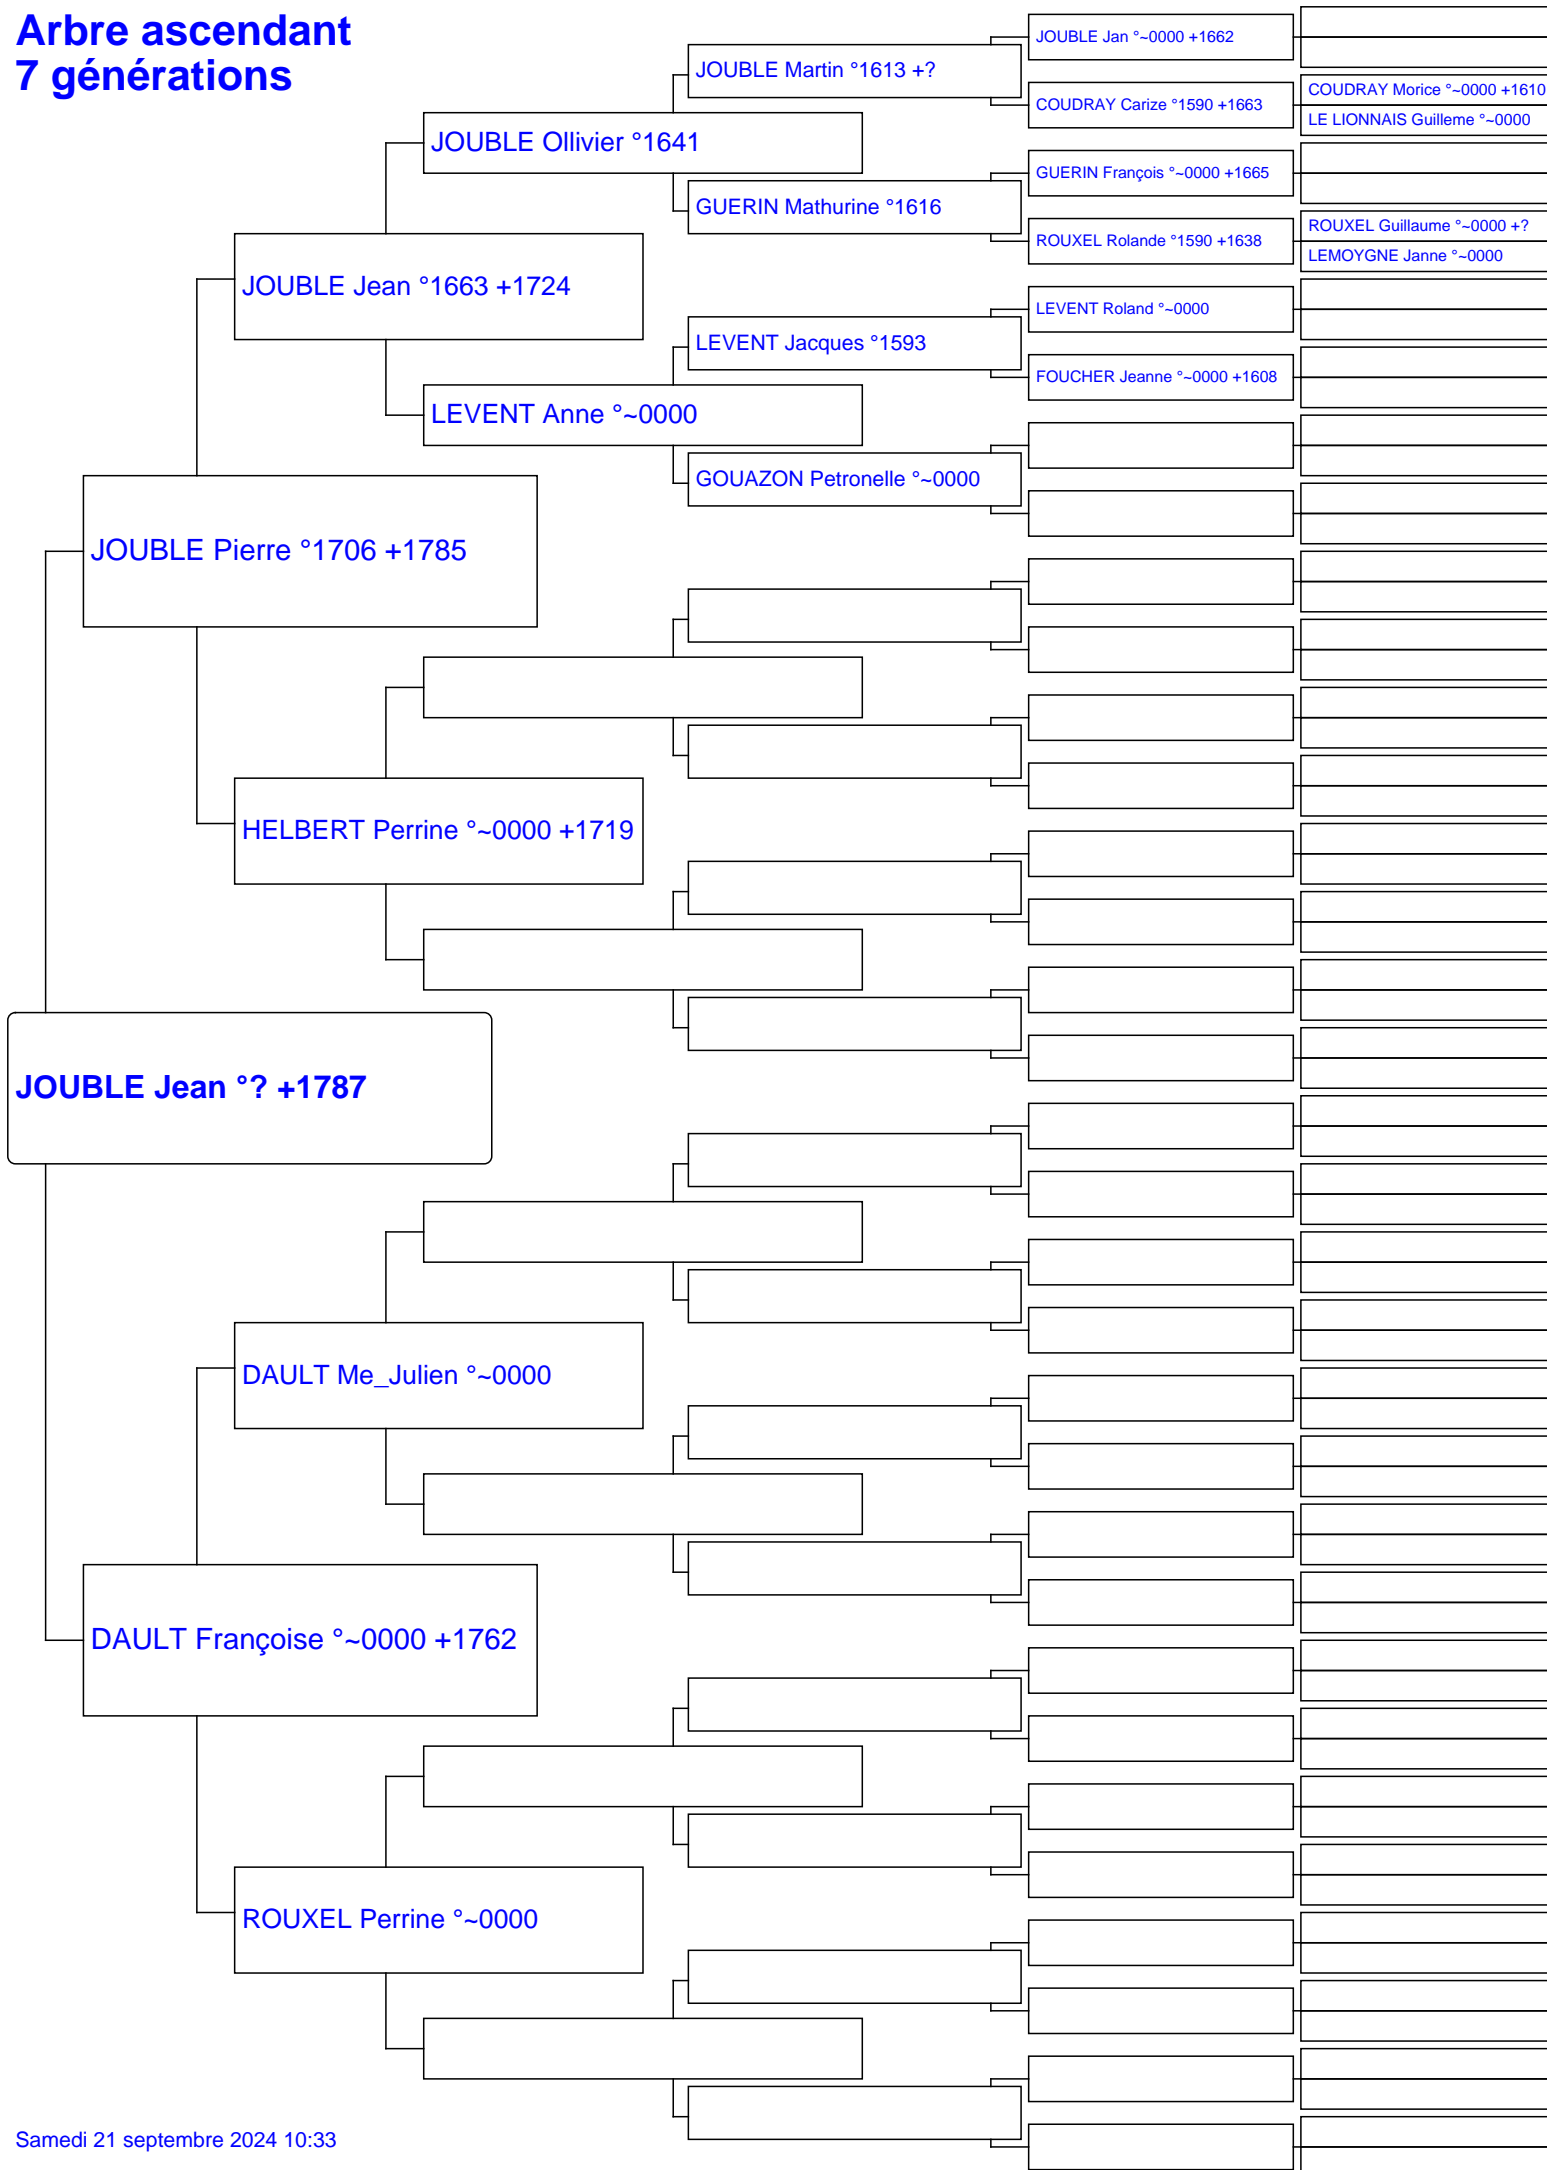 Arbre ascendant
7 générations
JOUBLE Jan °~0000 +1662
JOUBLE Martin °1613 +?
COUDRAY Morice °~0000 +1610
COUDRAY Carize °1590 +1663
LE LIONNAIS Guilleme °~0000
JOUBLE Ollivier °1641
GUERIN François °~0000 +1665
GUERIN Mathurine °1616
ROUXEL Guillaume °~0000 +?
ROUXEL Rolande °1590 +1638
LEMOYGNE Janne °~0000
JOUBLE Jean °1663 +1724
LEVENT Roland °~0000
LEVENT Jacques °1593
FOUCHER Jeanne °~0000 +1608
LEVENT Anne °~0000
GOUAZON Petronelle °~0000
JOUBLE Pierre °1706 +1785
HELBERT Perrine °~0000 +1719
JOUBLE Jean °? +1787
DAULT Me_Julien °~0000
DAULT Françoise °~0000 +1762
ROUXEL Perrine °~0000
Samedi 21 septembre 2024 10:33